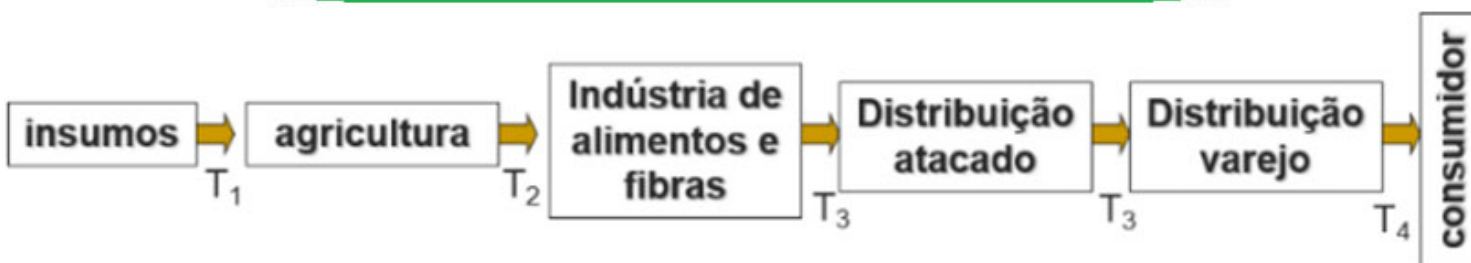 insumos
T1
agricultura
T2
Indústria de
alimentos e
fibras
T3
Distribuição
atacado
T3
Distribuição
varejo
T4
consumidor